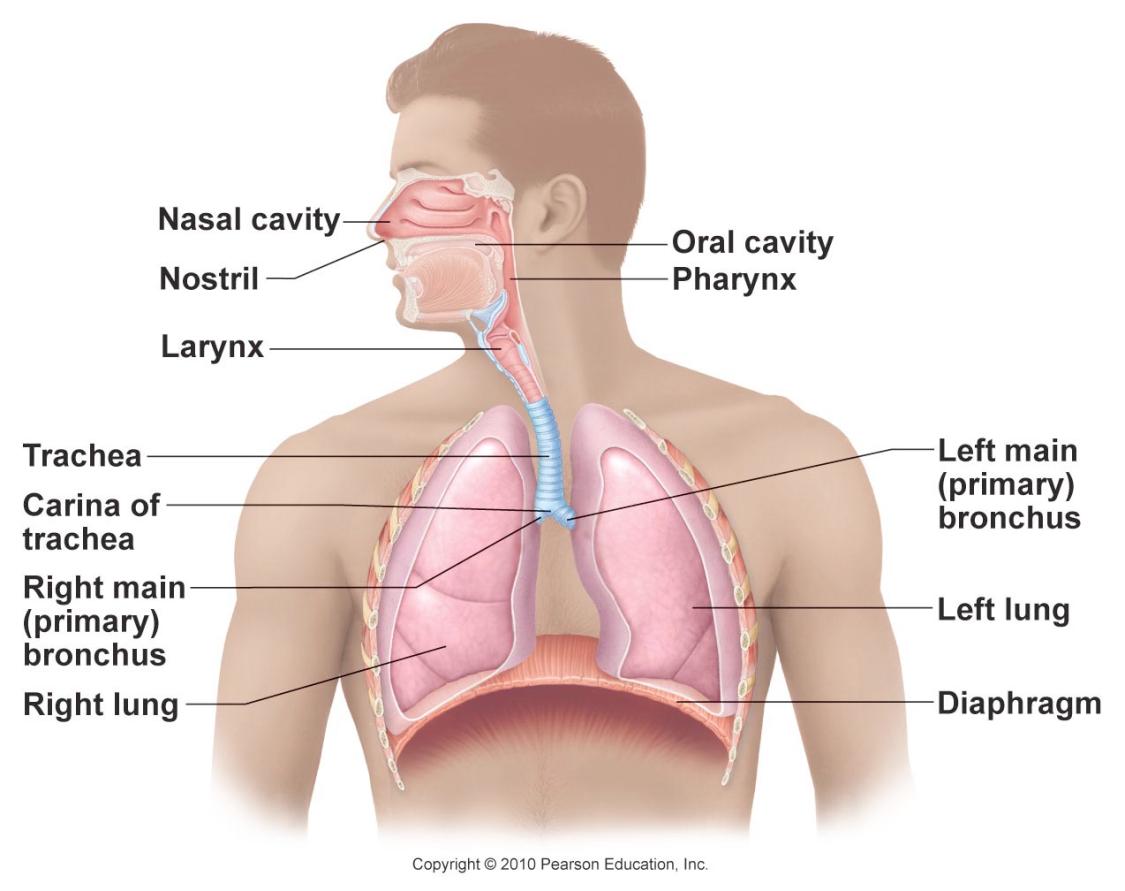 Nasal cavity
Nostril
Larynx
Trachea
Carina of
trachea
Right main
(primary)
bronchus
Right lung
Oral cavity
Pharynx
Left main
(primary)
bronchus
Left lung
Diaphragm
Copyright © 2010 Pearson Education, Inc.